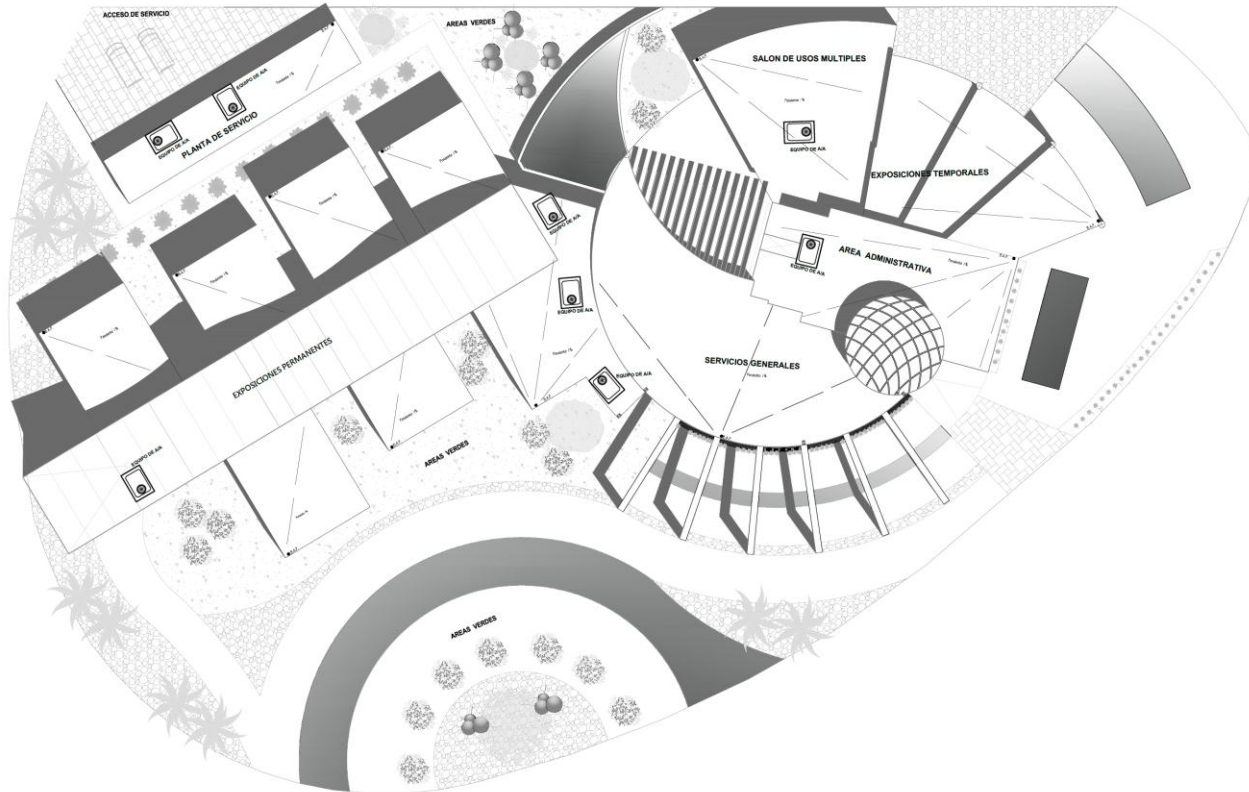 ACCESO DE SERVICIO
AREAS VERDES
EQUIPO DE A/A
EQUIPO DE A/A
PLANTA DE SERVICIO
SALON DE USOS MULTIPLES
EQUIPO DE A/A
EXPOSICIONES TEMPORALES
EQUIPO DE A/A
AREA ADMINISTRATIVA
EQUIPO DE A/A
EQUIPO DE A/A
SERVICIOS GENERALES
EQUIPO DE A/A
EXPOSICIONES PERMANENTES
EQUIPO DE A/A
AREAS VERDES
AREAS VERDES